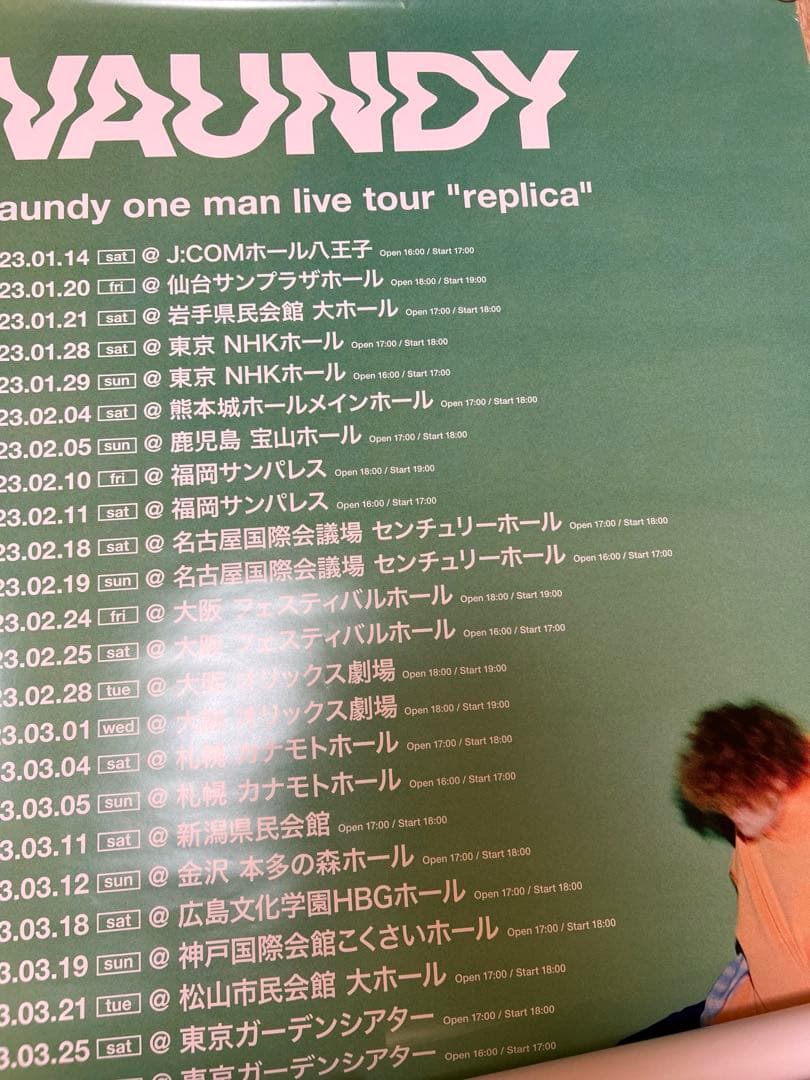 VAUNDY
aundy one man live tour "replica"
23.01.14 sat @ J:COMホール八王子 Open 16:00 / Start 17:00
23.01.20 fri @ 仙台サンプラザホール Open 18:00 / Start 19:00
23.01.21 sat @ 岩手県民会館 大ホール Open 17:00 / Start 18:00
23.01.28 sat @ 東京 NHKホール Open 17:00 / Start 18:00
23.01.29 sun @ 東京 NHKホール Open 16:00 / Start 17:00
23.02.04 sat @ 熊本城ホールメインホール Open 17:00 / Start 18:00
23.02.05 sun @ 鹿児島 宝山ホール Open 17:00 / Start 18:00
23.02.10 fri @ 福岡サンパレス Open 18:00 / Start 19:00
23.02.11 sat @ 福岡サンパレス Open 16:00 / Start 17:00
23.02.18 sat @ 名古屋国際会議場 センチュリーホール Open 17:00 / Start 18:00
23.02.19 sun @ 名古屋国際会議場 センチュリーホール Open 16:00 / Start 17:00
23.02.24 fri @ 大阪 フェスティバルホール Open 18:00 / Start 19:00
23.02.25 sat @ 大阪 フェスティバルホール Open 16:00 / Start 17:00
23.02.28 tue @ 大阪 オリックス劇場 Open 18:00 / Start 19:00
3.03.01 wed @ 大阪 オリックス劇場 Open 18:00 / Start 19:00
3.03.04 sat @ 札幌 カナモトホール Open 17:00 / Start 18:00
3.03.05 sun @ 札幌 カナモトホール Open 16:00 / Start 17:00
3.03.11 sat @ 新潟県民会館 Open 17:00 / Start 18:00
3.03.12 sun @ 金沢 本多の森ホール Open 17:00 / Start 18:00
3.03.18 sat @ 広島文化学園HBGホール Open 17:00 / Start 18:00
3.03.19 sun @ 神戸国際会館こくさいホール Open 17:00 / Start 18:00
3.03.21 tue @ 松山市民会館 大ホール Open 17:00 / Start 18:00
3.03.25 sat @ 東京ガーデンシアター Open 17:00 / Start 18:00
東京ガーデンシアター Open 16:00 / Start 17:00